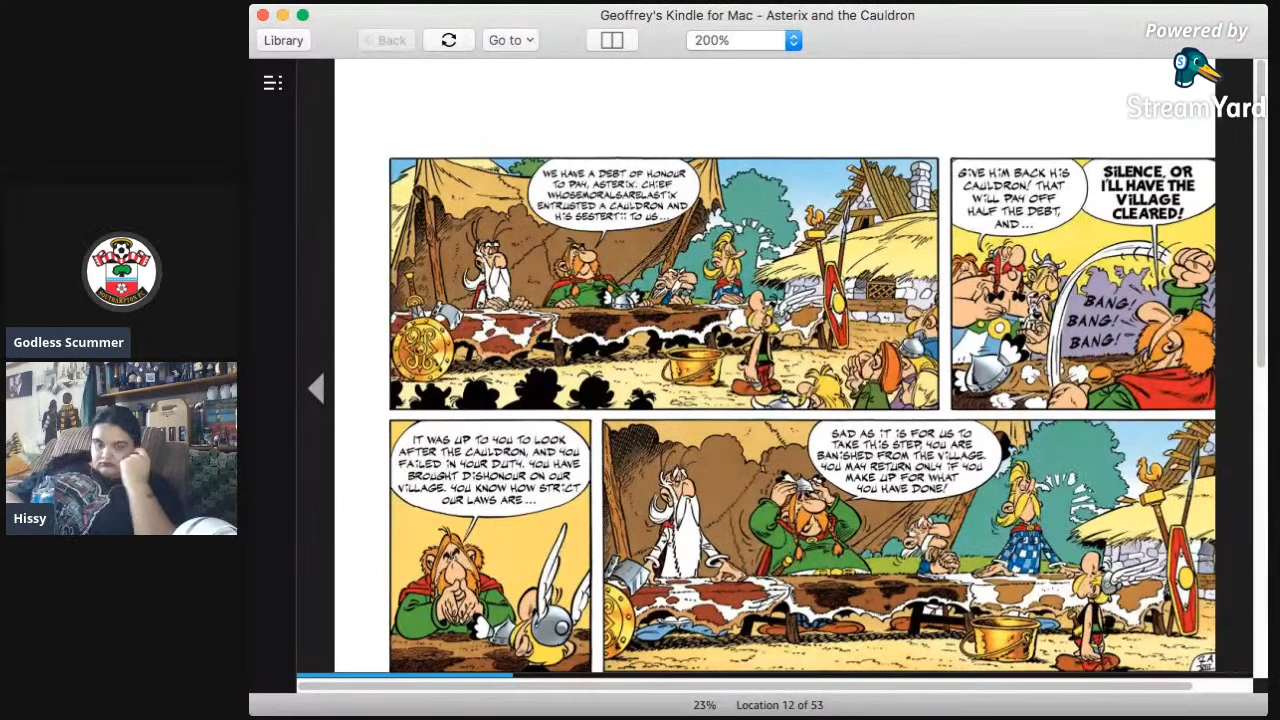 Geoffrey's Kindle for Mac - Asterix and the Cauldron
Library
Back
Go to
200%
Powered by
StreamYard
WE HAVE A DEBT OF HONOUR
TO PAY, ASTERIX. CHIEF
WHOSEMORALSARELASTIX
ENTRUSTED A CAULDRON AND
HIS SESTERTII TO US...
GIVE HIM BACK HIS
CAULDRON! THAT
WILL PAY OFF
HALF THE DEBT,
AND...
SILENCE, OR
I'LL HAVE THE
VILLAGE
CLEARED!
BANG!
BANG!
BANG!
IT WAS UP TO YOU TO LOOK
AFTER THE CAULDRON, AND YOU
FAILED IN YOUR DUTY. YOU HAVE
BROUGHT DISHONOUR ON OUR
VILLAGE. YOU KNOW HOW STRICT
OUR LAWS ARE...
SAD AS IT IS FOR US TO
TAKE THIS STEP, YOU ARE
BANISHED FROM THE VILLAGE.
YOU MAY RETURN ONLY IF YOU
MAKE UP FOR WHAT
YOU HAVE DONE!
Godless Scummer
Hissy
23%
Location 12 of 53